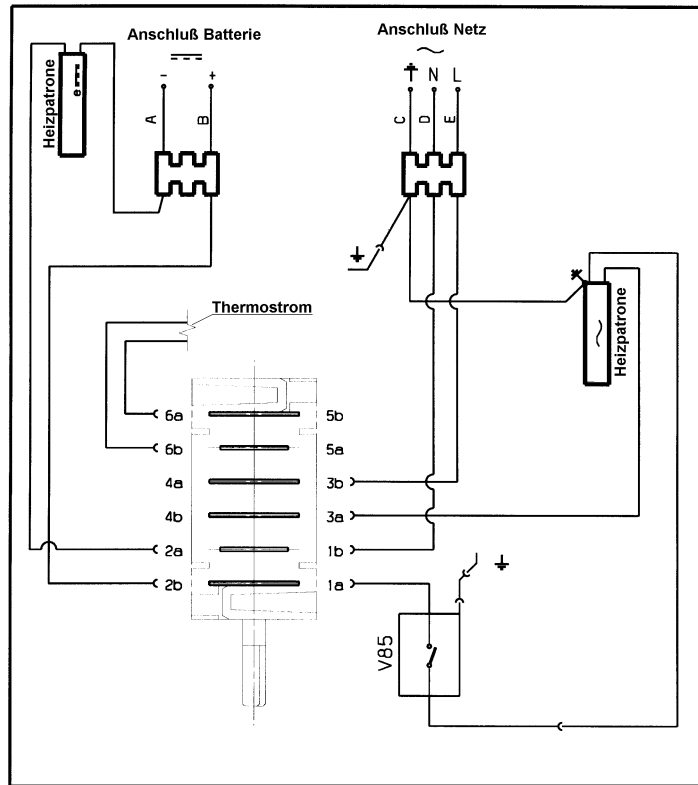 Anschluß Batterie
Anschluß Netz
- +
N L
A B
C D E
Heizpatrone
e
Thermostrom
Heizpatrone
6a 5b
6b 5a
4a 3b
4b 3a
2a 1b
2b 1a
V85